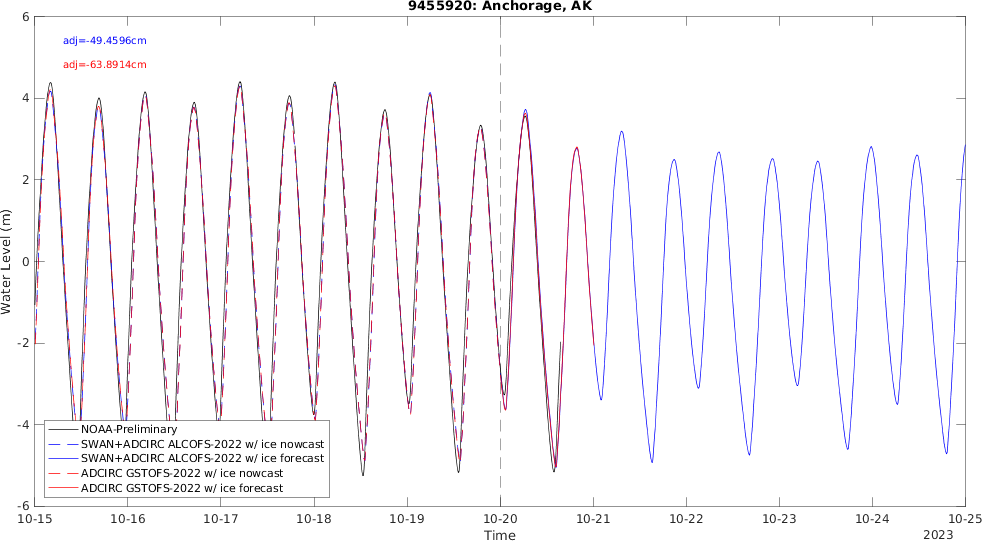 9455920: Anchorage, AK
adj=-49.4596cm
adj=-63.8914cm
Water Level (m)
6
4
2
0
-2
-4
-6
NOAA-Preliminary
SWAN+ADCIRC ALCOFS-2022 w/ ice nowcast
SWAN+ADCIRC ALCOFS-2022 w/ ice forecast
ADCIRC GSTOFS-2022 w/ ice nowcast
ADCIRC GSTOFS-2022 w/ ice forecast
10-15 10-16 10-17 10-18 10-19 10-20 10-21 10-22 10-23 10-24 10-25
Time
2023